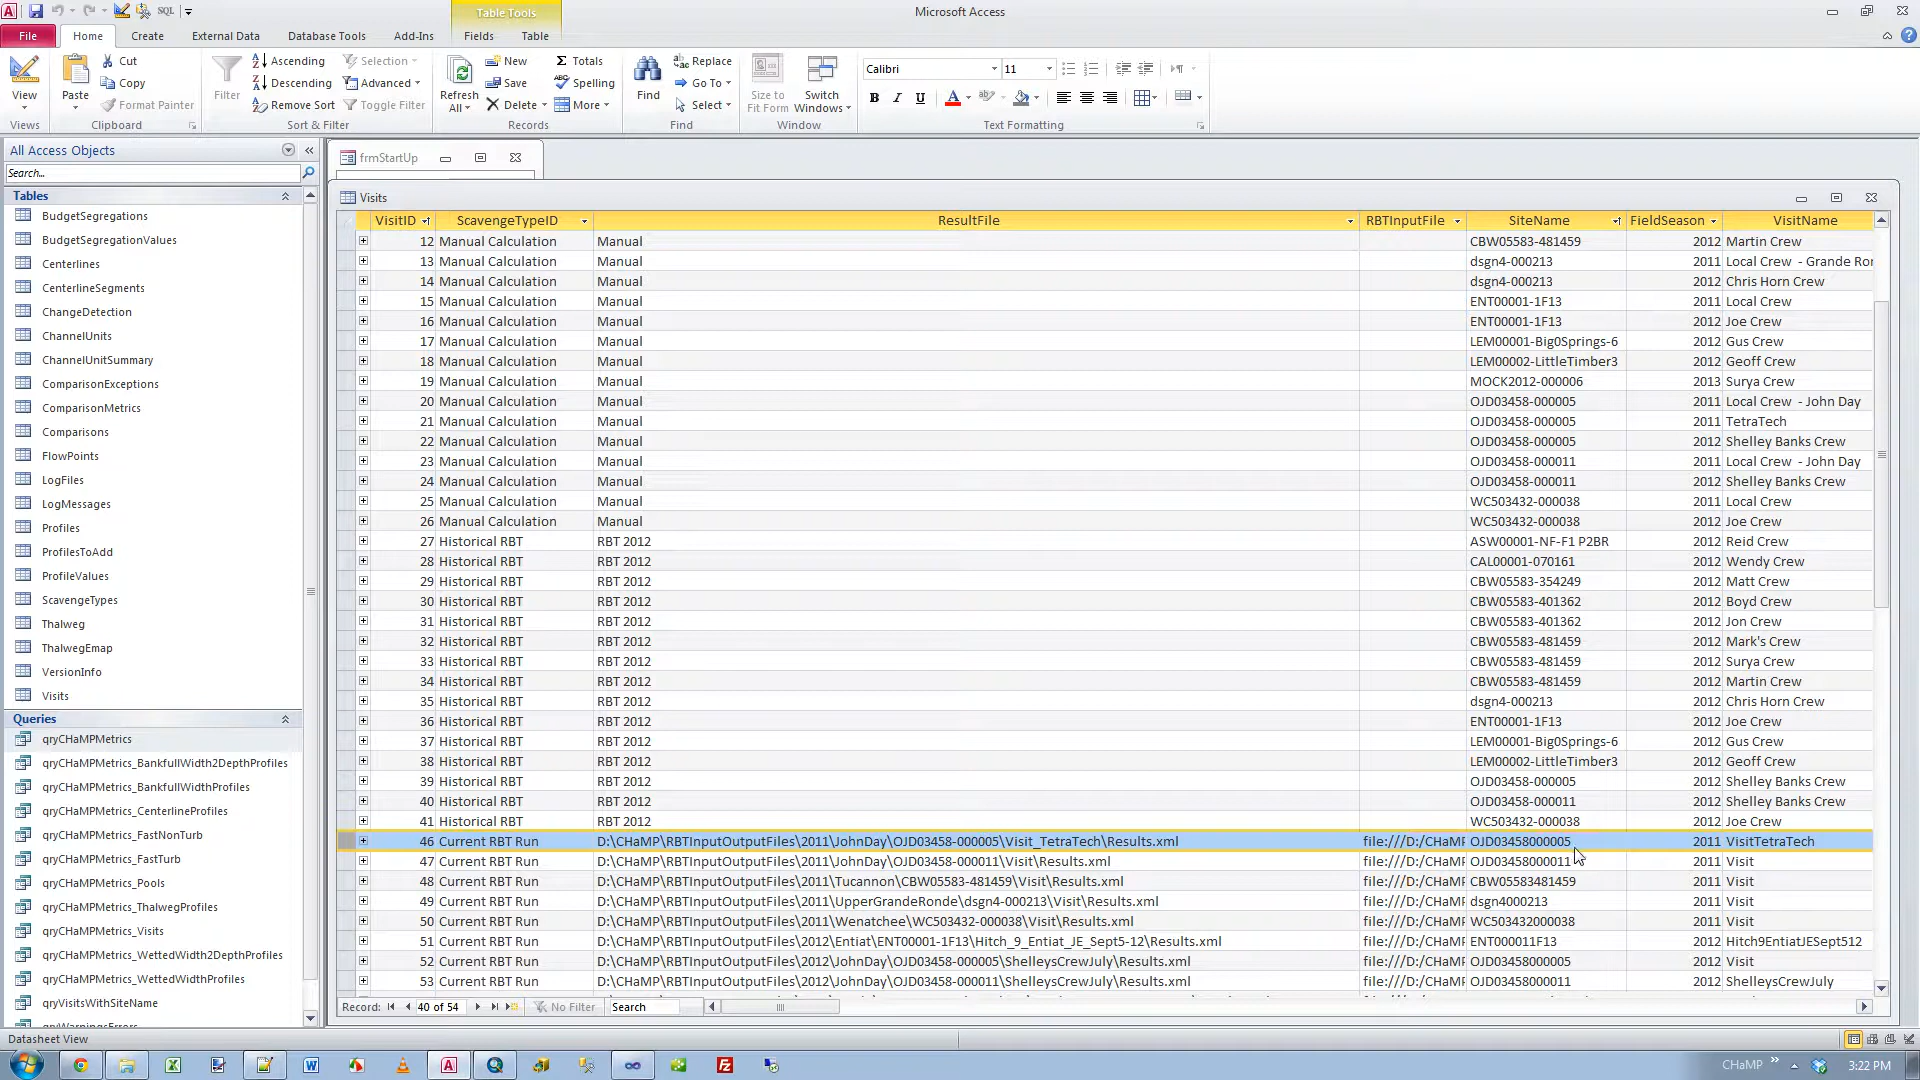 SQL
Table Tools
Microsoft Access
File Home Create External Data Database Tools Add-Ins Fields Table
View
Views
Paste
Cut
Copy
Format Painter
Clipboard
Filter
Ascending
Descending
Remove Sort
Selection
Advanced
Toggle Filter
Sort & Filter
Refresh All
New
Save
Delete
Totals
Spelling
More
Records
Find
Replace
Go To
Select
Find
Size to Fit Form
Switch Windows
Window
Calibri 11
B I U A
Text Formatting
All Access Objects
Search...
Tables
BudgetSegregations
BudgetSegregationValues
Centerlines
CenterlineSegments
ChangeDetection
ChannelUnits
ChannelUnitSummary
ComparisonExceptions
ComparisonMetrics
Comparisons
FlowPoints
LogFiles
LogMessages
Profiles
ProfilesToAdd
ProfileValues
ScavengeTypes
Thalweg
ThalwegEmap
VersionInfo
Visits
Queries
qryCHaMPMetrics
qryCHaMPMetrics_BankfullWidth2DepthProfiles
qryCHaMPMetrics_BankfullWidthProfiles
qryCHaMPMetrics_CenterlineProfiles
qryCHaMPMetrics_FastNonTurb
qryCHaMPMetrics_FastTurb
qryCHaMPMetrics_Pools
qryCHaMPMetrics_ThalwegProfiles
qryCHaMPMetrics_Visits
qryCHaMPMetrics_WettedWidth2DepthProfiles
qryCHaMPMetrics_WettedWidthProfiles
qryVisitsWithSiteName
qryWarningsErrors
frmStartUp
Visits
VisitID ScavengeTypeID ResultFile RBTInputFile SiteName FieldSeason VisitName
12 Manual Calculation Manual CBW05583-481459 2012 Martin Crew
13 Manual Calculation Manual dsgn4-000213 2011 Local Crew - Grande Ror
14 Manual Calculation Manual dsgn4-000213 2012 Chris Horn Crew
15 Manual Calculation Manual ENT00001-1F13 2011 Local Crew
16 Manual Calculation Manual ENT00001-1F13 2012 Joe Crew
17 Manual Calculation Manual LEM00001-Big0Springs-6 2012 Gus Crew
18 Manual Calculation Manual LEM00002-LittleTimber3 2012 Geoff Crew
19 Manual Calculation Manual MOCK2012-000006 2013 Surya Crew
20 Manual Calculation Manual OJD03458-000005 2011 Local Crew - John Day
21 Manual Calculation Manual OJD03458-000005 2011 TetraTech
22 Manual Calculation Manual OJD03458-000005 2012 Shelley Banks Crew
23 Manual Calculation Manual OJD03458-000011 2011 Local Crew - John Day
24 Manual Calculation Manual OJD03458-000011 2012 Shelley Banks Crew
25 Manual Calculation Manual WC503432-000038 2011 Local Crew
26 Manual Calculation Manual WC503432-000038 2012 Joe Crew
27 Historical RBT RBT 2012 ASW00001-NF-F1 P2BR 2012 Reid Crew
28 Historical RBT RBT 2012 CAL00001-070161 2012 Wendy Crew
29 Historical RBT RBT 2012 CBW05583-354249 2012 Matt Crew
30 Historical RBT RBT 2012 CBW05583-401362 2012 Boyd Crew
31 Historical RBT RBT 2012 CBW05583-401362 2012 Jon Crew
32 Historical RBT RBT 2012 CBW05583-481459 2012 Mark's Crew
33 Historical RBT RBT 2012 CBW05583-481459 2012 Surya Crew
34 Historical RBT RBT 2012 CBW05583-481459 2012 Martin Crew
35 Historical RBT RBT 2012 dsgn4-000213 2012 Chris Horn Crew
36 Historical RBT RBT 2012 ENT00001-1F13 2012 Joe Crew
37 Historical RBT RBT 2012 LEM00001-Big0Springs-6 2012 Gus Crew
38 Historical RBT RBT 2012 LEM00002-LittleTimber3 2012 Geoff Crew
39 Historical RBT RBT 2012 OJD03458-000005 2012 Shelley Banks Crew
40 Historical RBT RBT 2012 OJD03458-000011 2012 Shelley Banks Crew
41 Historical RBT RBT 2012 WC503432-000038 2012 Joe Crew
46 Current RBT Run D:\CHaMP\RBTInputOutputFiles\2011\JohnDay\OJD03458-000005\Visit_TetraTech\Results.xml file:///D:/CHaMP OJD03458000005 2011 VisitTetraTech
47 Current RBT Run D:\CHaMP\RBTInputOutputFiles\2011\JohnDay\OJD03458-000011\Visit\Results.xml file:///D:/CHaMP OJD03458000011 2011 Visit
48 Current RBT Run D:\CHaMP\RBTInputOutputFiles\2011\Tucannon\CBW05583-481459\Visit\Results.xml file:///D:/CHaMP CBW05583481459 2011 Visit
49 Current RBT Run D:\CHaMP\RBTInputOutputFiles\2011\UpperGrandeRonde\dsgn4-000213\Visit\Results.xml file:///D:/CHaMP dsgn4000213 2011 Visit
50 Current RBT Run D:\CHaMP\RBTInputOutputFiles\2011\Wenatchee\WC503432-000038\Visit\Results.xml file:///D:/CHaMP WC503432000038 2011 Visit
51 Current RBT Run D:\CHaMP\RBTInputOutputFiles\2012\Entiat\ENT00001-1F13\Hitch_9_Entiat_JE_Sept5-12\Results.xml file:///D:/CHaMP ENT000011F13 2012 Hitch9EntiatJESept512
52 Current RBT Run D:\CHaMP\RBTInputOutputFiles\2012\JohnDay\OJD03458-000005\ShelleysCrewJuly\Results.xml file:///D:/CHaMP OJD03458000005 2012 Visit
53 Current RBT Run D:\CHaMP\RBTInputOutputFiles\2012\JohnDay\OJD03458-000011\ShelleysCrewJuly\Results.xml file:///D:/CHaMP OJD03458000011 2012 ShelleysCrewJuly
Record: 40 of 54 No Filter Search
Datasheet View
CHaMP 3:22 PM